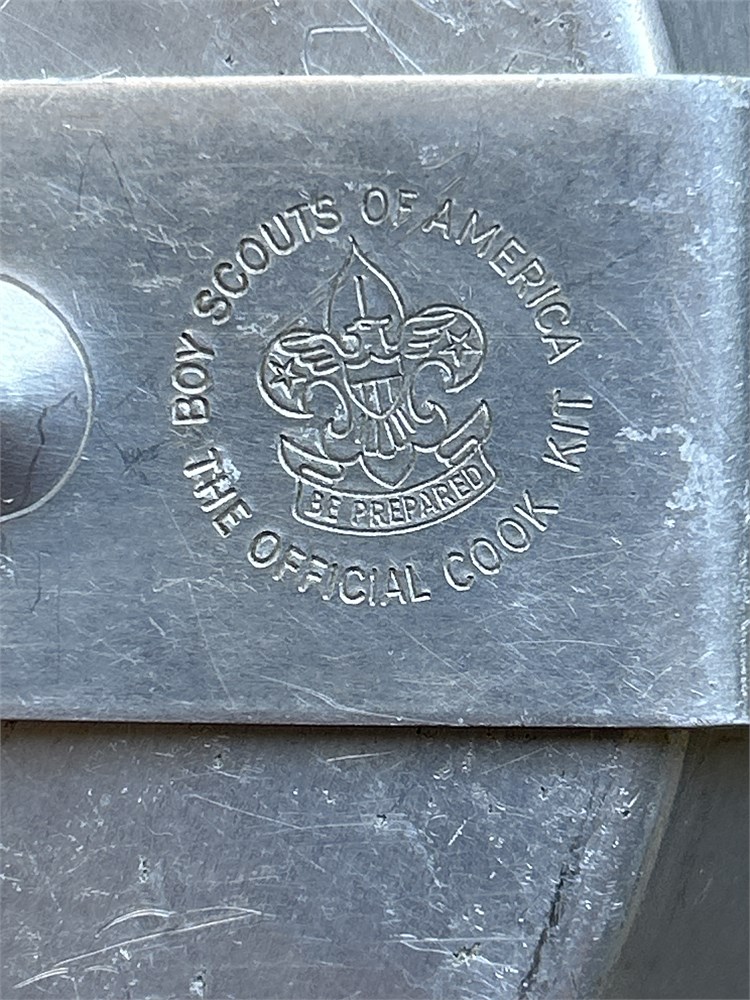 BOY SCOUTS OF AMERICA
BE PREPARED
THE OFFICIAL COOK KIT